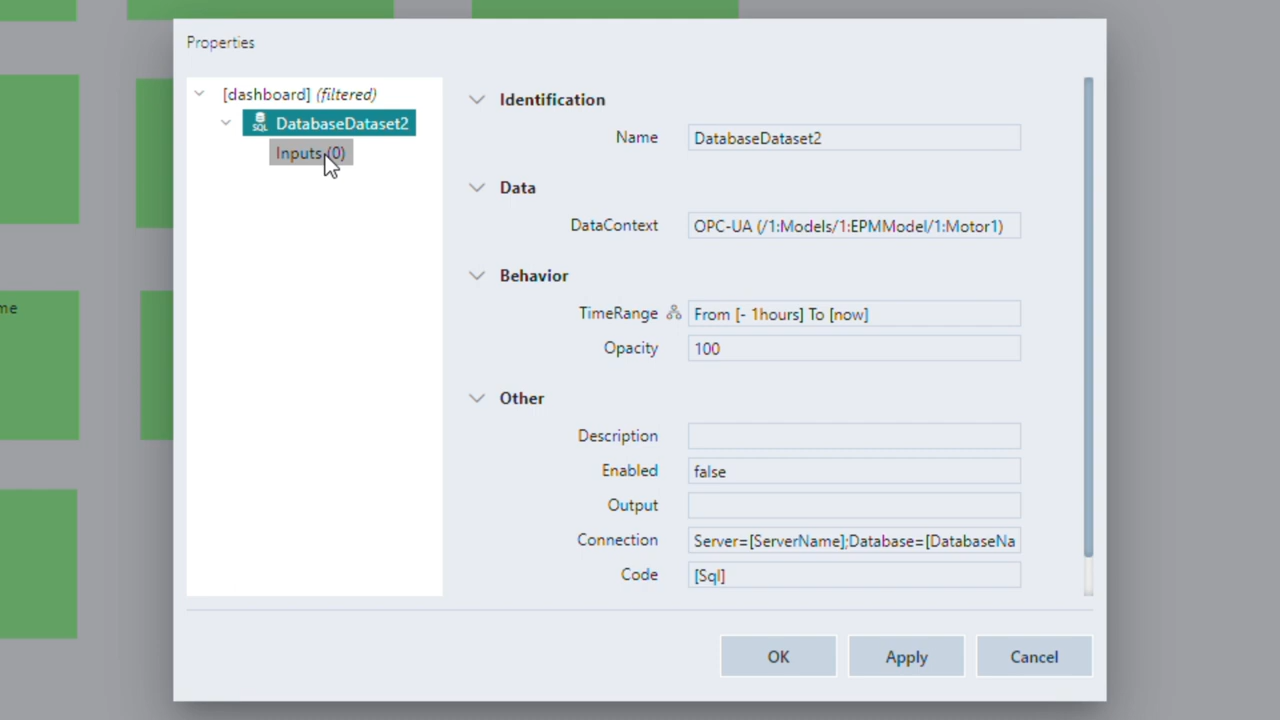 Properties
[dashboard] (filtered)
SQL DatabaseDataset2
Inputs (0)
Identification
Name DatabaseDataset2
Data
DataContext OPC-UA (/1:Models/1:EPMModel/1:Motor1)
Behavior
TimeRange From [- 1hours] To [now]
Opacity 100
Other
Description
Enabled false
Output
Connection Server=[ServerName];Database=[DatabaseNa
Code [Sql]
OK Apply Cancel
me